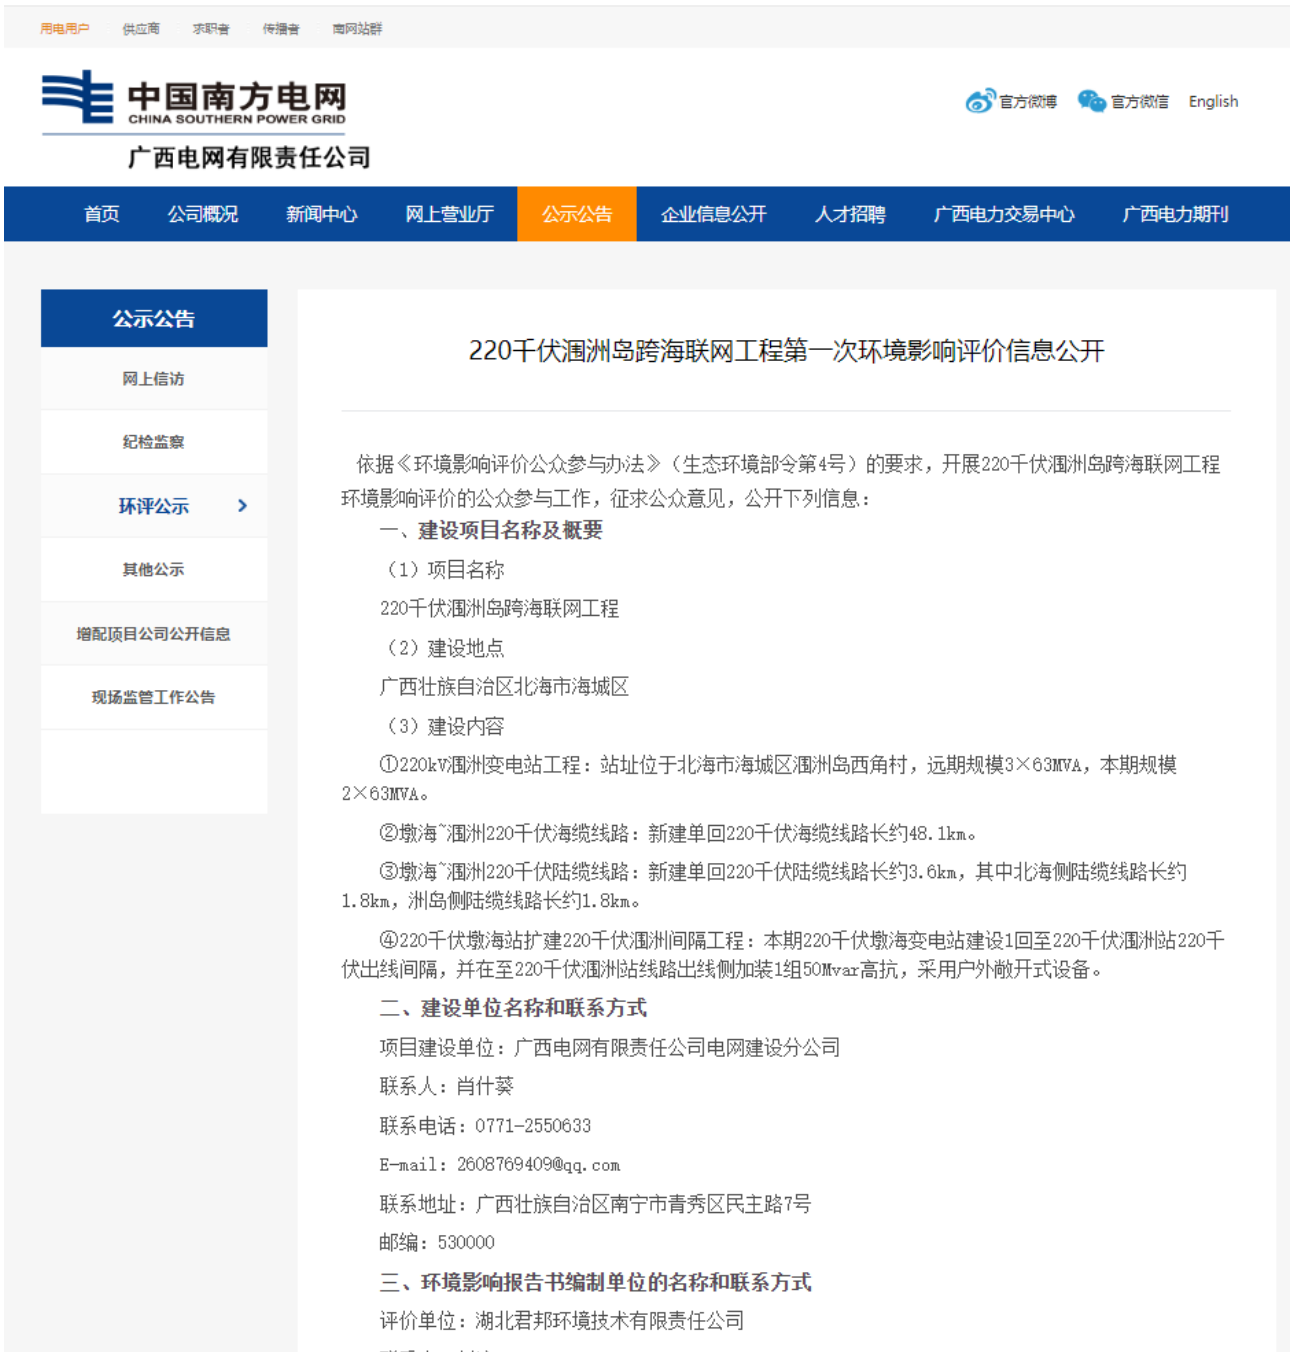 用电用户 供应商 求职者 传播者 南网站群
中国南方电网
CHINA SOUTHERN POWER GRID
广西电网有限责任公司
官方微博 官方微信 English
首页 公司概况 新闻中心 网上营业厅 公示公告 企业信息公开 人才招聘 广西电力交易中心 广西电力期刊
公示公告
网上信访
纪检监察
环评公示
其他公示
增配项目公司公开信息
现场监管工作公告
220千伏涠洲岛跨海联网工程第一次环境影响评价信息公开
依据《环境影响评价公众参与办法》（生态环境部令第4号）的要求，开展220千伏涠洲岛跨海联网工程
环境影响评价的公众参与工作，征求公众意见，公开下列信息：
一、建设项目名称及概要
（1）项目名称
220千伏涠洲岛跨海联网工程
（2）建设地点
广西壮族自治区北海市海城区
（3）建设内容
①220kV涠洲变电站工程：站址位于北海市海城区涠洲岛西角村，远期规模3×63MVA，本期规模
2×63MVA。
②墩海~涠洲220千伏海缆线路：新建单回220千伏海缆线路长约48.1km。
③墩海~涠洲220千伏陆缆线路：新建单回220千伏陆缆线路长约3.6km，其中北海侧陆缆线路长约
1.8km，洲岛侧陆缆线路长约1.8km。
④220千伏墩海站扩建220千伏涠洲间隔工程：本期220千伏墩海变电站建设1回至220千伏涠洲站220千
伏出线间隔，并在至220千伏涠洲站线路出线侧加装1组50Mvar高抗，采用户外敞开式设备。
二、建设单位名称和联系方式
项目建设单位：广西电网有限责任公司电网建设分公司
联系人：肖什葵
联系电话：0771-2550633
E-mail：2608769409@qq.com
联系地址：广西壮族自治区南宁市青秀区民主路7号
邮编：530000
三、环境影响报告书编制单位的名称和联系方式
评价单位：湖北君邦环境技术有限责任公司